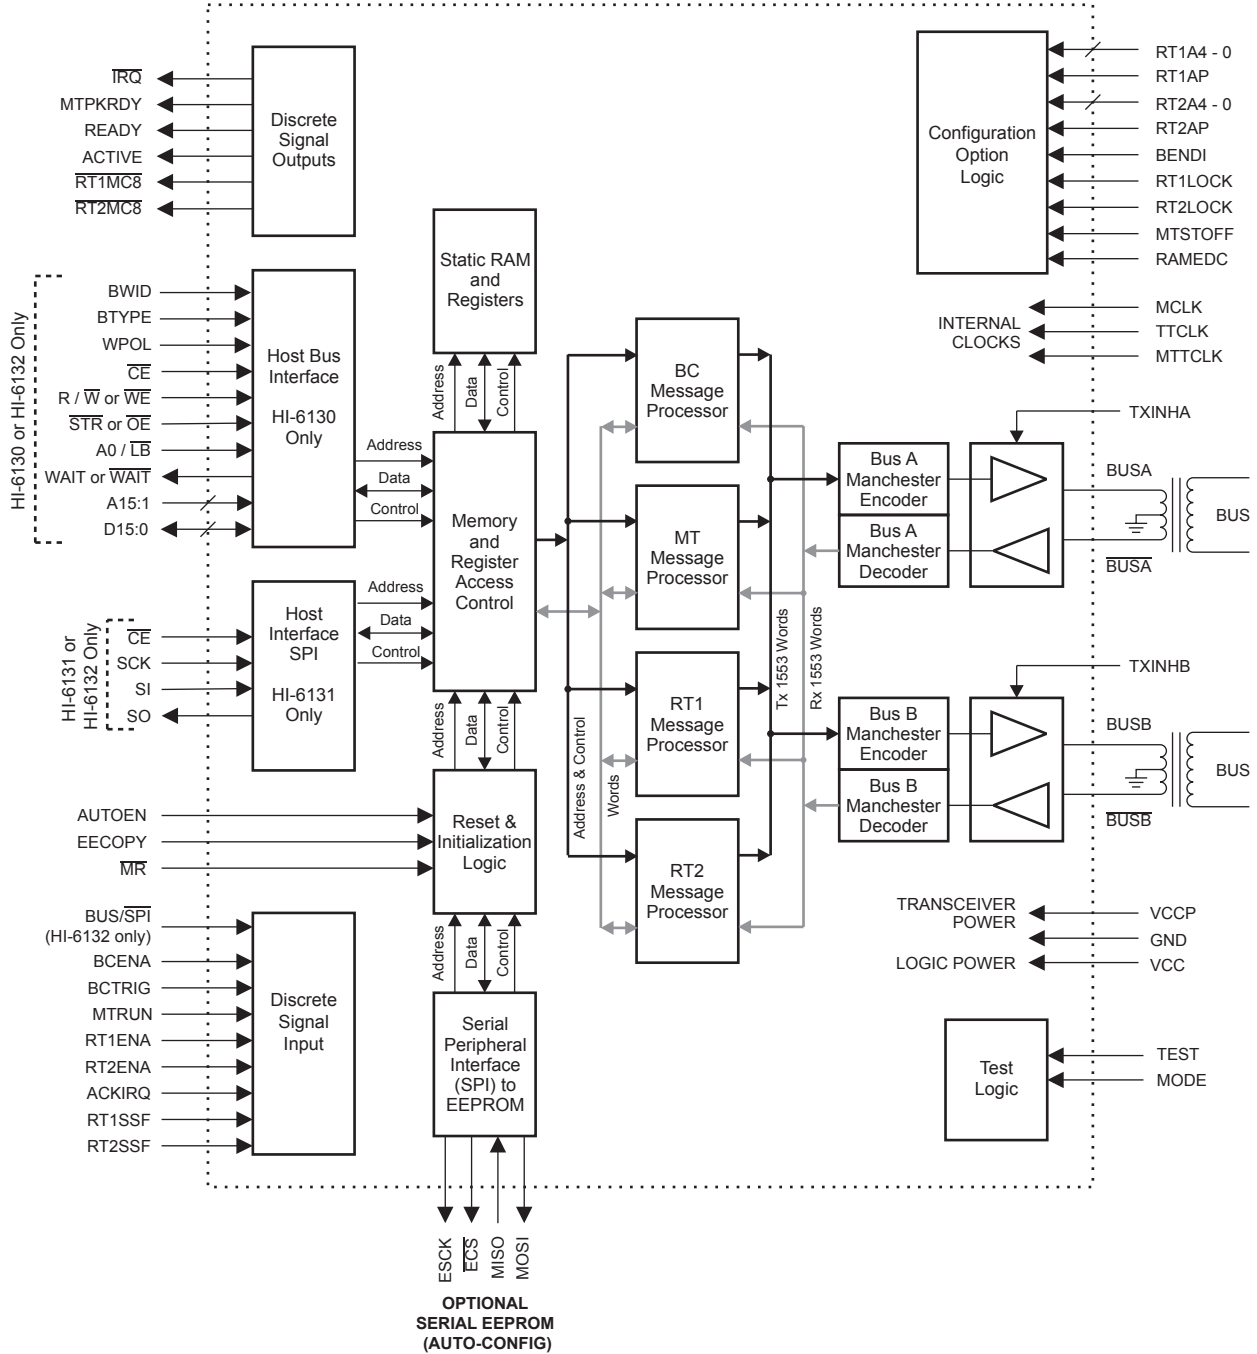 IRQ
MTPKRDY
READY
ACTIVE
RT1MC8
RT2MC8
Discrete
Signal
Outputs
Configuration
Option
Logic
RT1A4 - 0
RT1AP
RT2A4 - 0
RT2AP
BENDI
RT1LOCK
RT2LOCK
MTSTOFF
RAMEDC
INTERNAL
CLOCKS
MCLK
TTCLK
MTTCLK
HI-6130 or HI-6132 Only
BWID
BTYPE
WPOL
CE
R / W or WE
STR or OE
A0 / LB
WAIT or WAIT
A15:1
D15:0
Host Bus
Interface
HI-6130
Only
Static RAM
and
Registers
Address
Data
Control
Address
Data
Control
Memory
and
Register
Access
Control
HI-6131 or
HI-6132 Only
CE
SCK
SI
SO
Host
Interface
SPI
HI-6131
Only
Address
Data
Control
Address
Data
Control
AUTOEN
EECOPY
MR
Reset &
Initialization
Logic
BUS/SPI
(HI-6132 only)
BCENA
BCTRIG
MTRUN
RT1ENA
RT2ENA
ACKIRQ
RT1SSF
RT2SSF
Discrete
Signal
Input
Address
Data
Control
Serial
Peripheral
Interface
(SPI) to
EEPROM
ESCK
ECS
MISO
MOSI
OPTIONAL
SERIAL EEPROM
(AUTO-CONFIG)
BC
Message
Processor
MT
Message
Processor
RT1
Message
Processor
RT2
Message
Processor
Address & Control
Words
Tx 1553 Words
Rx 1553 Words
Bus A
Manchester
Encoder
Bus A
Manchester
Decoder
TXINHA
BUSA
BUSA
BUS
Bus B
Manchester
Encoder
Bus B
Manchester
Decoder
TXINHB
BUSB
BUSB
BUS
TRANSCEIVER
POWER
LOGIC POWER
VCCP
GND
VCC
Test
Logic
TEST
MODE